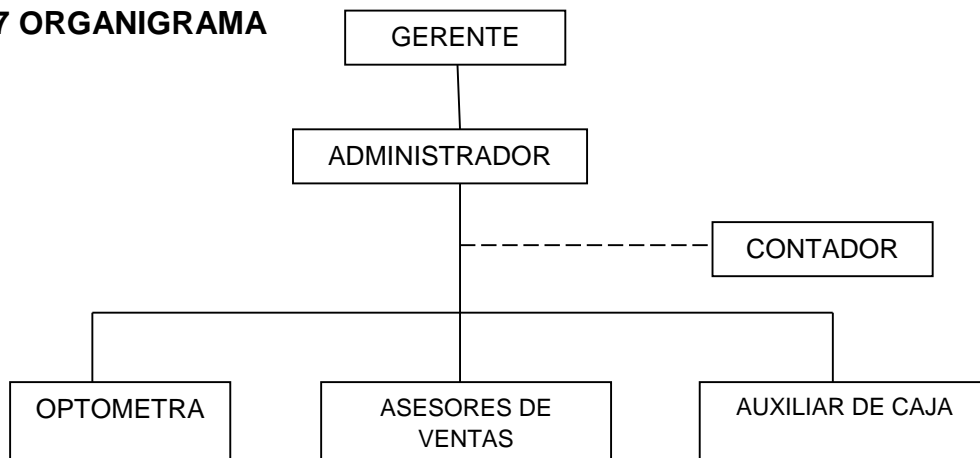 7 ORGANIGRAMA
GERENTE
ADMINISTRADOR
CONTADOR
OPTOMETRA
ASESORES DE
VENTAS
AUXILIAR DE CAJA